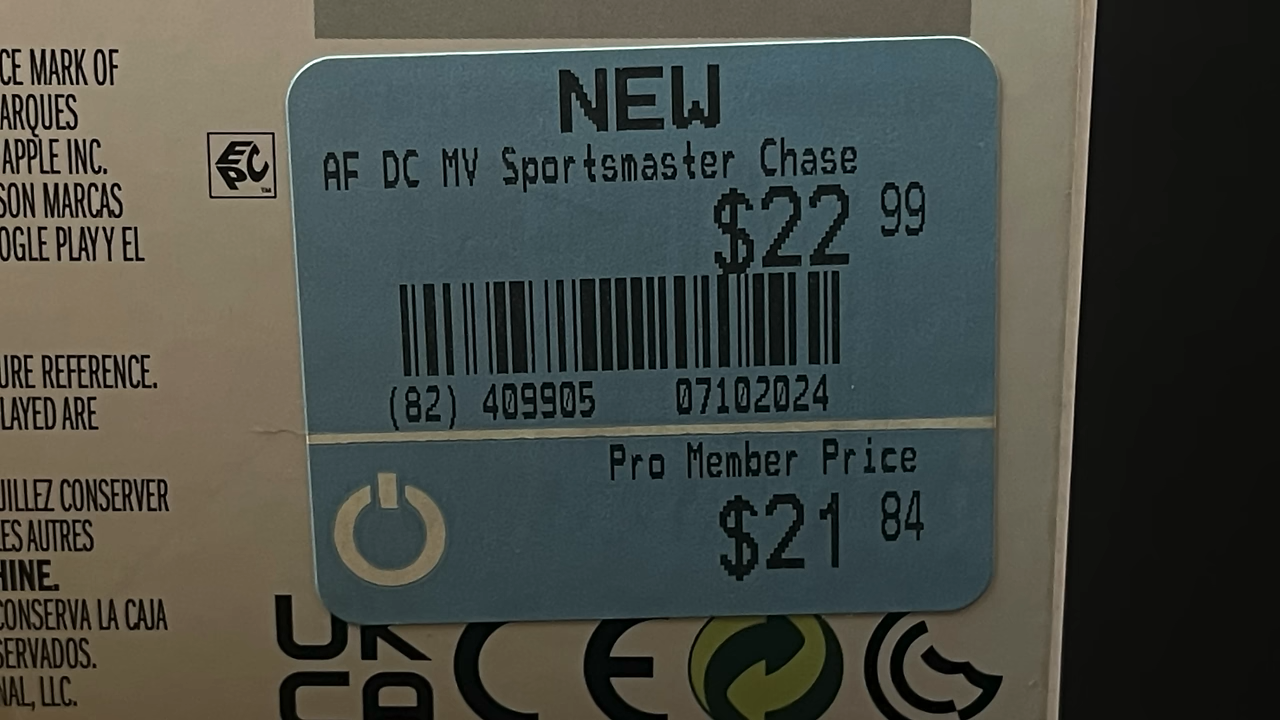 CE MARK OF
ARQUES
APPLE INC.
SON MARCAS
OGLE PLAY Y EL
URE REFERENCE.
LAYED ARE
UILLEZ CONSERVER
ES AUTRES
HINE.
CONSERVA LA CAJA
SERVADOS.
NAL, LLC.
EPC
TM
NEW
AF DC MV Sportsmaster Chase
$22 99
(82) 409905 07102024
Pro Member Price
$21 84
UK
CA
CE